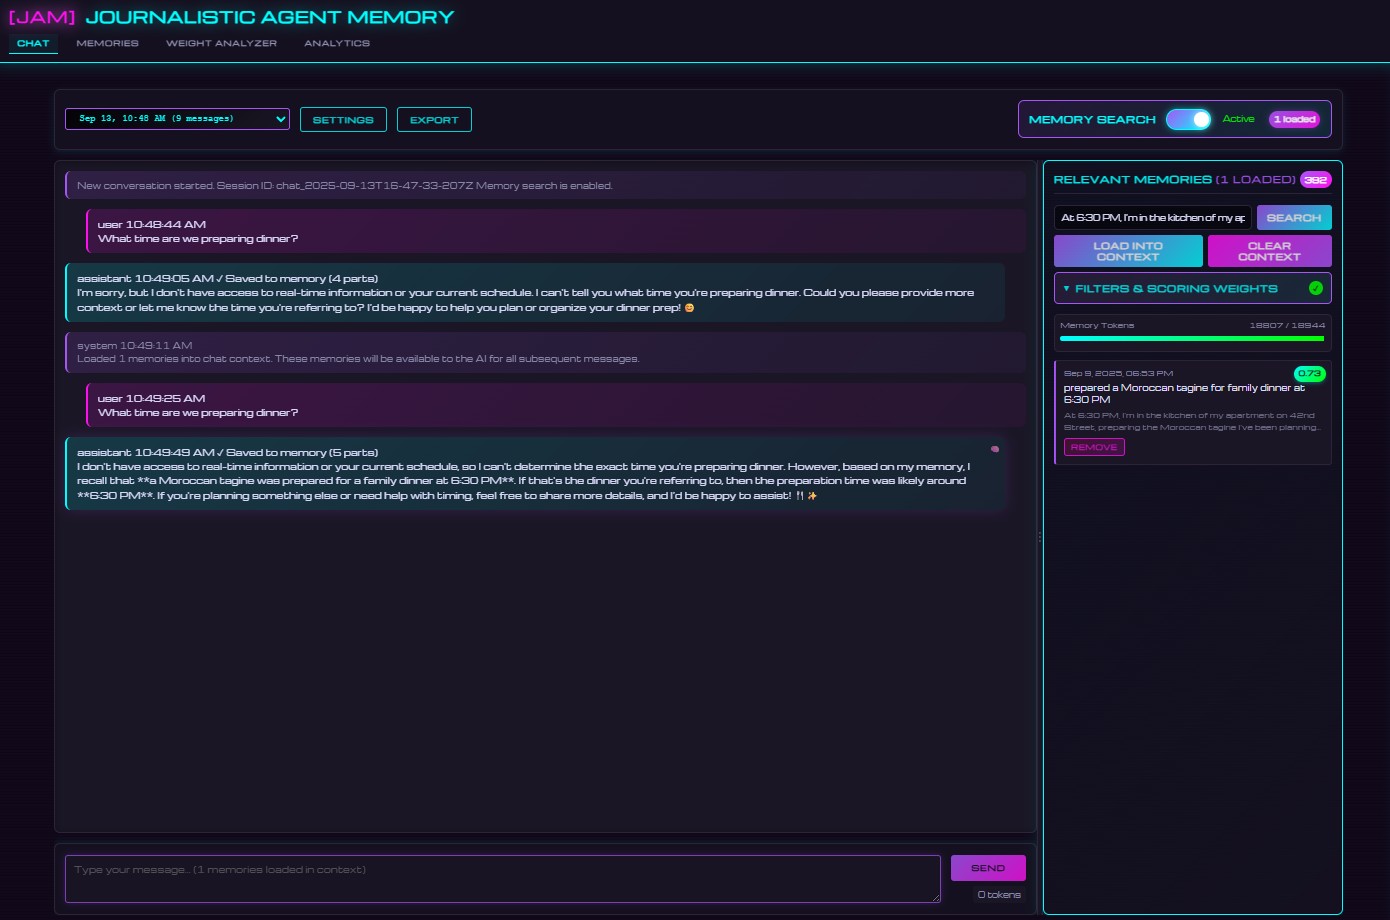 [JAM] JOURNALISTIC AGENT MEMORY
CHAT MEMORIES WEIGHT ANALYZER ANALYTICS
Sep 13, 10:48 AM (9 messages) SETTINGS EXPORT
MEMORY SEARCH Active 1 loaded
New conversation started. Session ID: chat_2025-09-13T16-47-33-207Z Memory search is enabled.
user 10:48:44 AM
What time are we preparing dinner?
assistant 10:49:05 AM ✓ Saved to memory (4 parts)
I'm sorry, but I don't have access to real-time information or your current schedule. I can't tell you what time you're preparing dinner. Could you please provide more
context or let me know the time you're referring to? I'd be happy to help you plan or organize your dinner prep! 😊
system 10:49:11 AM
Loaded 1 memories into chat context. These memories will be available to the AI for all subsequent messages.
user 10:49:25 AM
What time are we preparing dinner?
assistant 10:49:49 AM ✓ Saved to memory (5 parts)
I don't have access to real-time information or your current schedule, so I can't determine the exact time you're preparing dinner. However, based on my memory, I
recall that **a Moroccan tagine was prepared for a family dinner at 6:30 PM**. If that's the dinner you're referring to, then the preparation time was likely around
**6:30 PM**. If you're planning something else or need help with timing, feel free to share more details, and I'd be happy to assist! 🍴✨
Type your message... (1 memories loaded in context)
SEND
0 tokens
RELEVANT MEMORIES (1 LOADED) 382
At 6:30 PM, I'm in the kitchen of my ap
SEARCH
LOAD INTO
CONTEXT
CLEAR
CONTEXT
▼ FILTERS & SCORING WEIGHTS ✓
Memory Tokens 18807 / 18944
Sep 9, 2025, 06:53 PM 0.73
prepared a Moroccan tagine for family dinner at
6:30 PM
At 6:30 PM, I'm in the kitchen of my apartment on 42nd
Street, preparing the Moroccan tagine I've been planning...
REMOVE